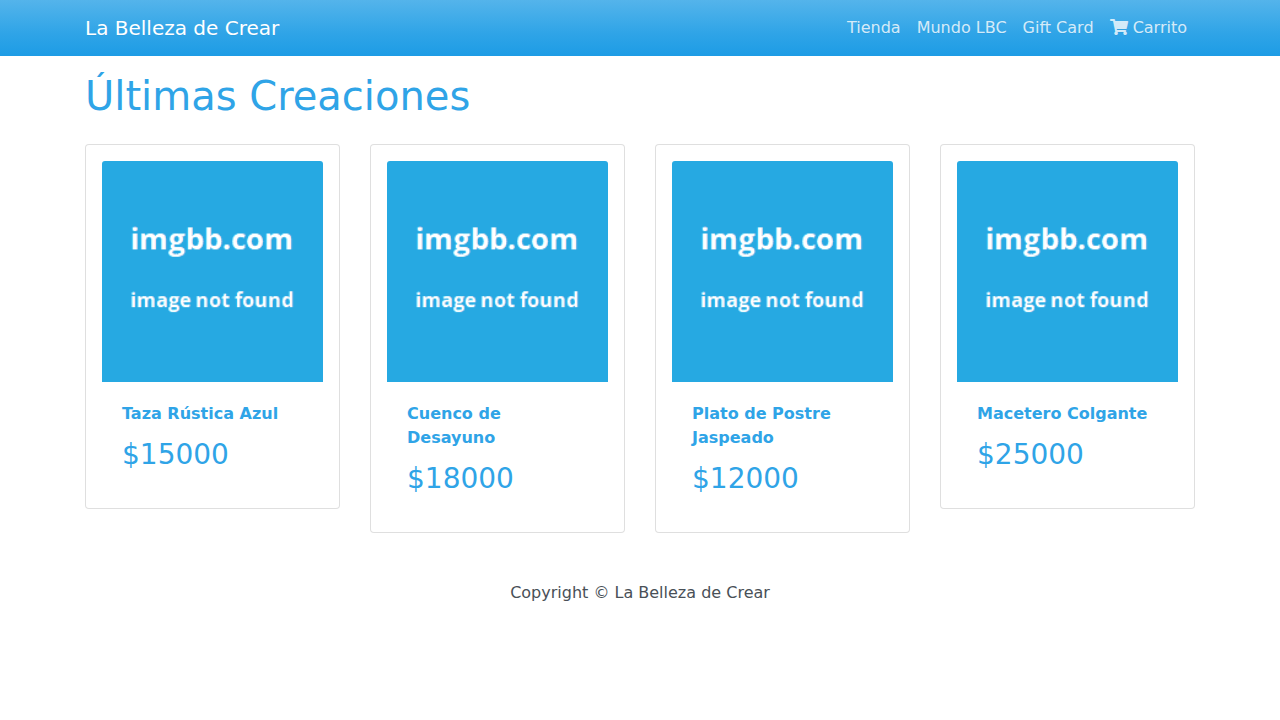 La Belleza de Crear
Tienda Mundo LBC Gift Card Carrito
Últimas Creaciones
imgbb.com
image not found
Taza Rústica Azul
$15000
imgbb.com
image not found
Cuenco de
Desayuno
$18000
imgbb.com
image not found
Plato de Postre
Jaspeado
$12000
imgbb.com
image not found
Macetero Colgante
$25000
Copyright © La Belleza de Crear